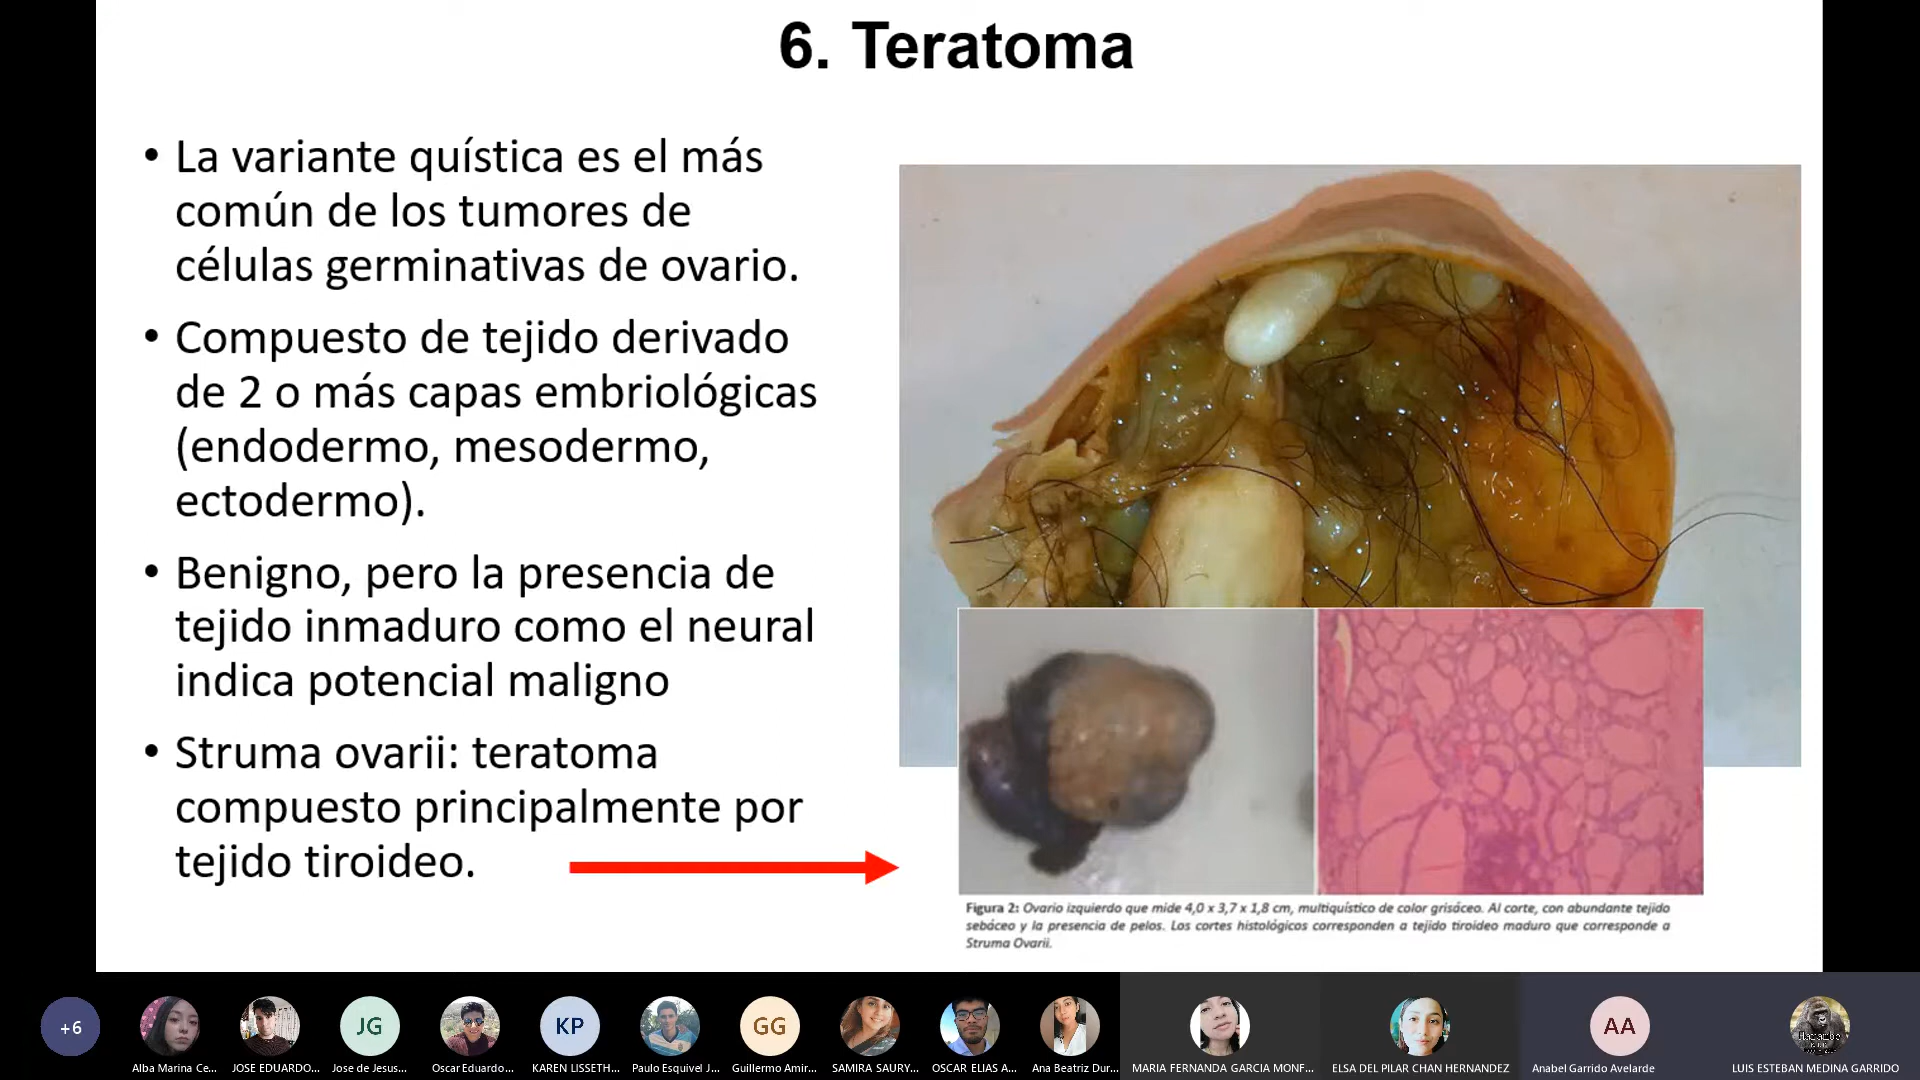 6. Teratoma
• La variante quística es el más
común de los tumores de
células germinativas de ovario.
• Compuesto de tejido derivado
de 2 o más capas embriológicas
(endodermo, mesodermo,
ectodermo).
• Benigno, pero la presencia de
tejido inmaduro como el neural
indica potencial maligno
• Struma ovarii: teratoma
compuesto principalmente por
tejido tiroideo.
Figura 2: Ovario izquierdo que mide 4,0 x 3,7 x 1,8 cm, multiquístico de color grisáceo. Al corte, con abundante tejido
sebáceo y la presencia de pelos. Los cortes histológicos corresponden a tejido tiroideo maduro que corresponde a
Struma Ovarii.
+6
JG
KP
GG
AA
Alba Marina Ce...
JOSE EDUARDO...
Jose de Jesus...
Oscar Eduardo...
KAREN LISSETH...
Paulo Esquivel J...
Guillermo Amir...
SAMIRA SAURY...
OSCAR ELIAS A...
Ana Beatriz Dur...
MARIA FERNANDA GARCIA MONF...
ELSA DEL PILAR CHAN HERNANDEZ
Anabel Garrido Avelarde
LUIS ESTEBAN MEDINA GARRIDO